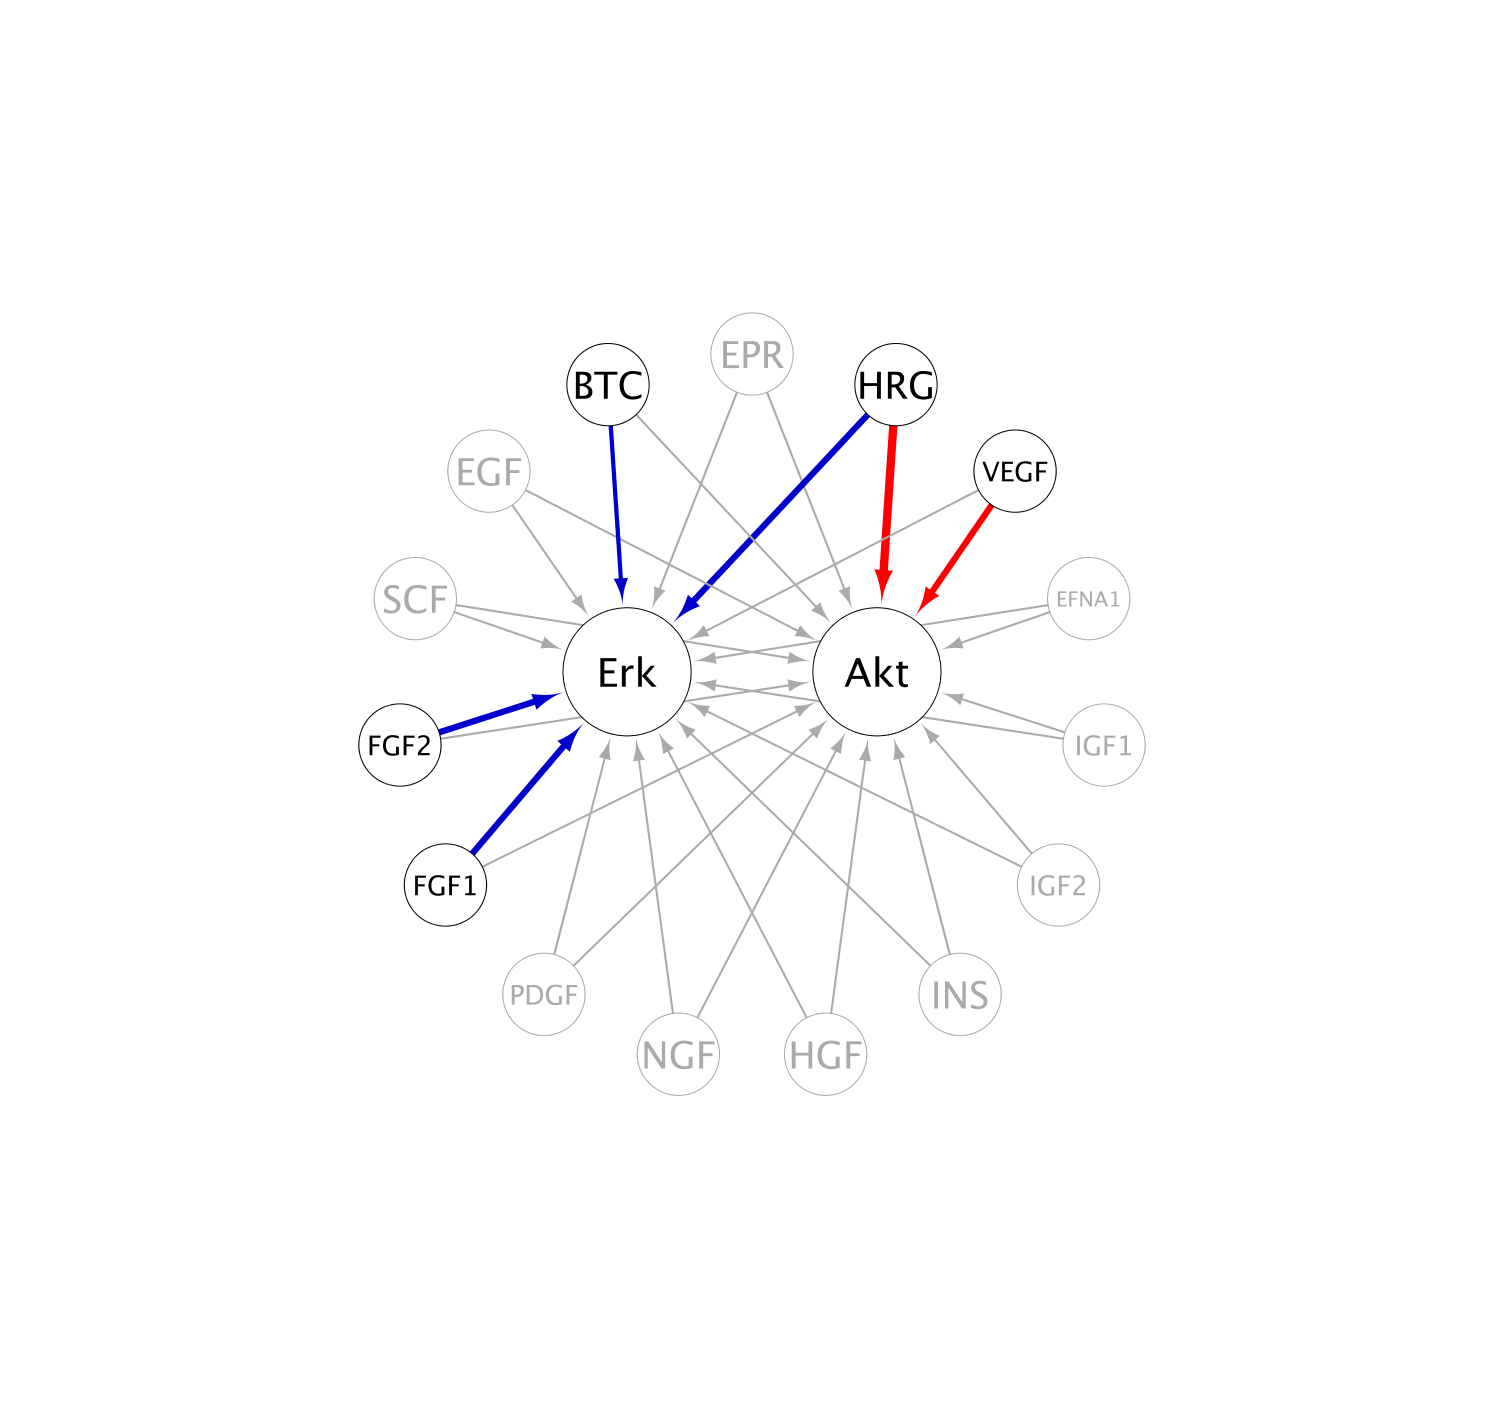 EPR
BTC
HRG
EGF
VEGF
SCF
EFNA1
Erk
Akt
FGF2
IGF1
FGF1
IGF2
PDGF
INS
NGF
HGF